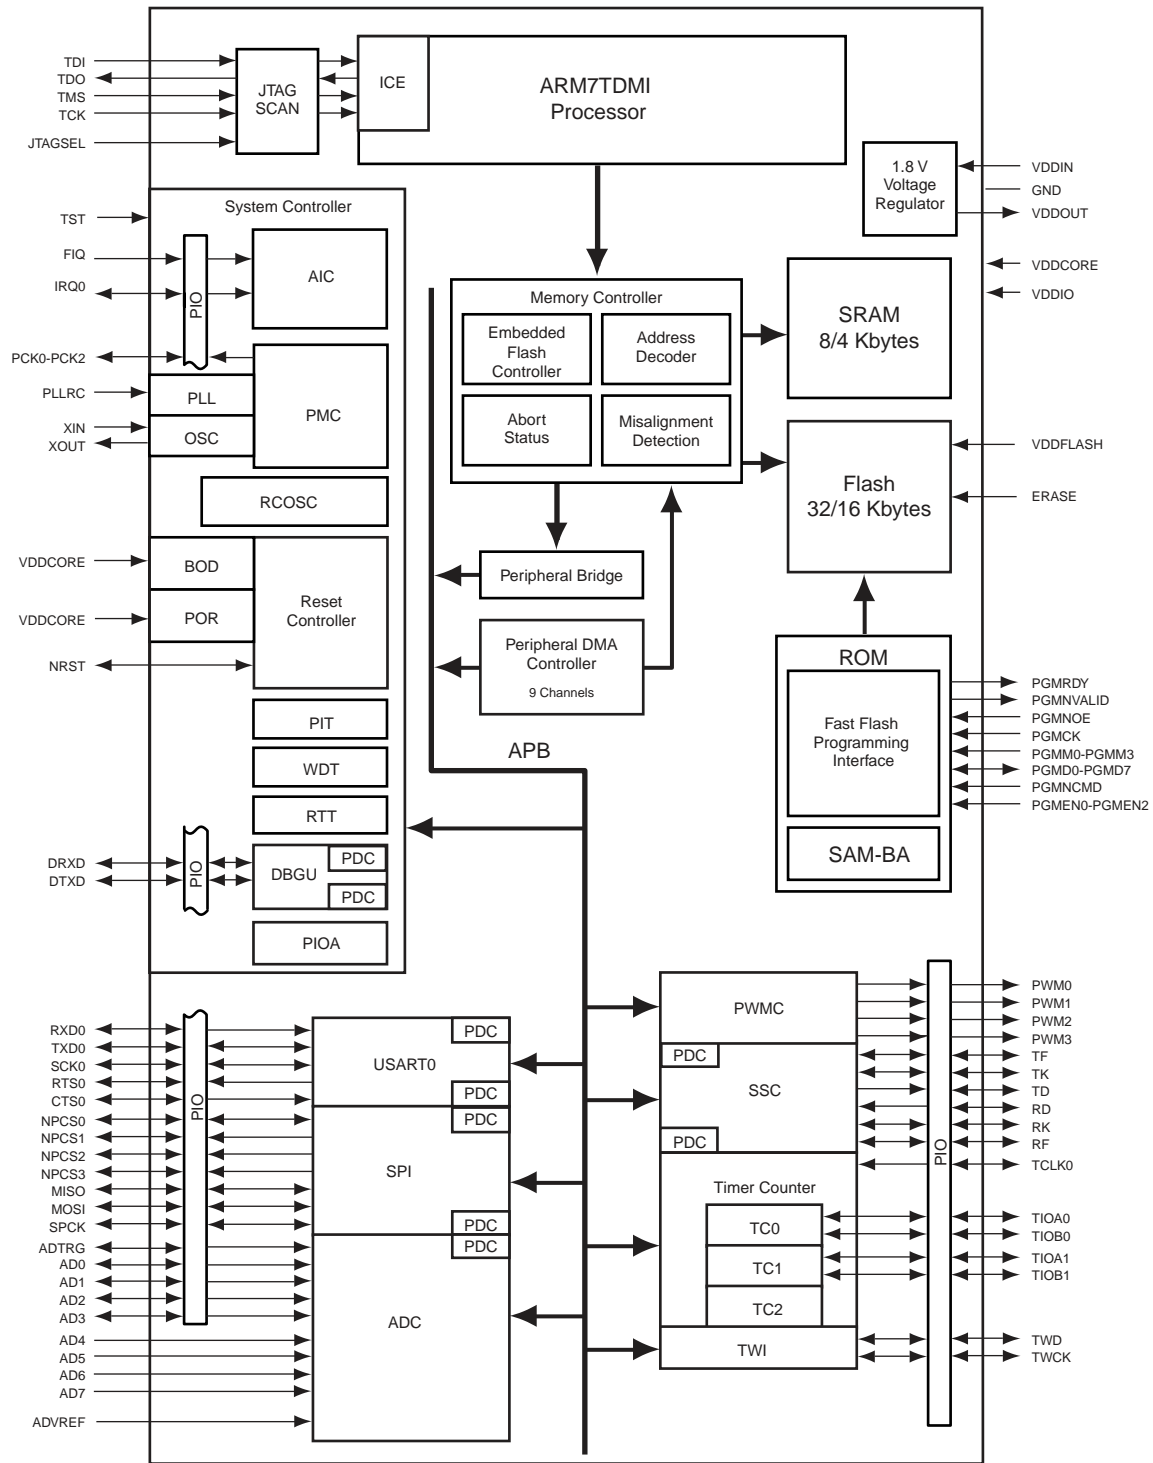 TDI
TDO
TMS
TCK
JTAGSEL
JTAG
SCAN
ICE
ARM7TDMI
Processor
1.8 V
Voltage
Regulator
VDDIN
GND
VDDOUT
VDDCORE
VDDIO
System Controller
TST
FIQ
IRQ0
PIO
AIC
PCK0-PCK2
PLLRC
PLL
PMC
XIN
XOUT
OSC
RCOSC
VDDCORE
BOD
VDDCORE
POR
Reset
Controller
NRST
PIT
WDT
RTT
DRXD
DTXD
PIO
DBGU
PDC
PDC
PIOA
Memory Controller
Embedded
Flash
Controller
Address
Decoder
Abort
Status
Misalignment
Detection
SRAM
8/4 Kbytes
Flash
32/16 Kbytes
VDDFLASH
ERASE
Peripheral Bridge
Peripheral DMA
Controller
9 Channels
APB
ROM
Fast Flash
Programming
Interface
SAM-BA
PGMRDY
PGMNVALID
PGMNOE
PGMCK
PGMM0-PGMM3
PGMD0-PGMD7
PGMNCMD
PGMEN0-PGMEN2
RXD0
TXD0
SCK0
RTS0
CTS0
NPCS0
NPCS1
NPCS2
NPCS3
MISO
MOSI
SPCK
ADTRG
AD0
AD1
AD2
AD3
AD4
AD5
AD6
AD7
ADVREF
PIO
PDC
USART0
PDC
PDC
SPI
PDC
PDC
ADC
PWMC
PDC
SSC
PDC
Timer Counter
TC0
TC1
TC2
TWI
PIO
PWM0
PWM1
PWM2
PWM3
TF
TK
TD
RD
RK
RF
TCLK0
TIOA0
TIOB0
TIOA1
TIOB1
TWD
TWCK